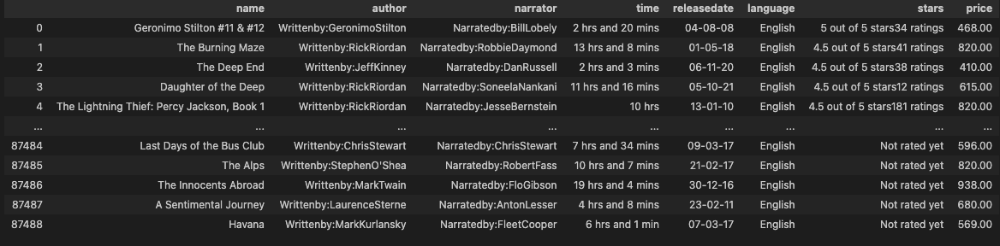 name author narrator time releasedate language stars price
0 Geronimo Stilton #11 & #12 Writtenby:GeronimoStilton Narratedby:BillLobely 2 hrs and 20 mins 04-08-08 English 5 out of 5 stars34 ratings 468.00
1 The Burning Maze Writtenby:RickRiordan Narratedby:RobbieDaymond 13 hrs and 8 mins 01-05-18 English 4.5 out of 5 stars41 ratings 820.00
2 The Deep End Writtenby:JeffKinney Narratedby:DanRussell 2 hrs and 3 mins 06-11-20 English 4.5 out of 5 stars38 ratings 410.00
3 Daughter of the Deep Writtenby:RickRiordan Narratedby:SoneelaNankani 11 hrs and 16 mins 05-10-21 English 4.5 out of 5 stars12 ratings 615.00
4 The Lightning Thief: Percy Jackson, Book 1 Writtenby:RickRiordan Narratedby:JesseBernstein 10 hrs 13-01-10 English 4.5 out of 5 stars181 ratings 820.00
... ... ... ... ... ... ... ... ...
87484 Last Days of the Bus Club Writtenby:ChrisStewart Narratedby:ChrisStewart 7 hrs and 34 mins 09-03-17 English Not rated yet 596.00
87485 The Alps Writtenby:StephenO'Shea Narratedby:RobertFass 10 hrs and 7 mins 21-02-17 English Not rated yet 820.00
87486 The Innocents Abroad Writtenby:MarkTwain Narratedby:FloGibson 19 hrs and 4 mins 30-12-16 English Not rated yet 938.00
87487 A Sentimental Journey Writtenby:LaurenceSterne Narratedby:AntonLesser 4 hrs and 8 mins 23-02-11 English Not rated yet 680.00
87488 Havana Writtenby:MarkKurlansky Narratedby:FleetCooper 6 hrs and 1 min 07-03-17 English Not rated yet 569.00